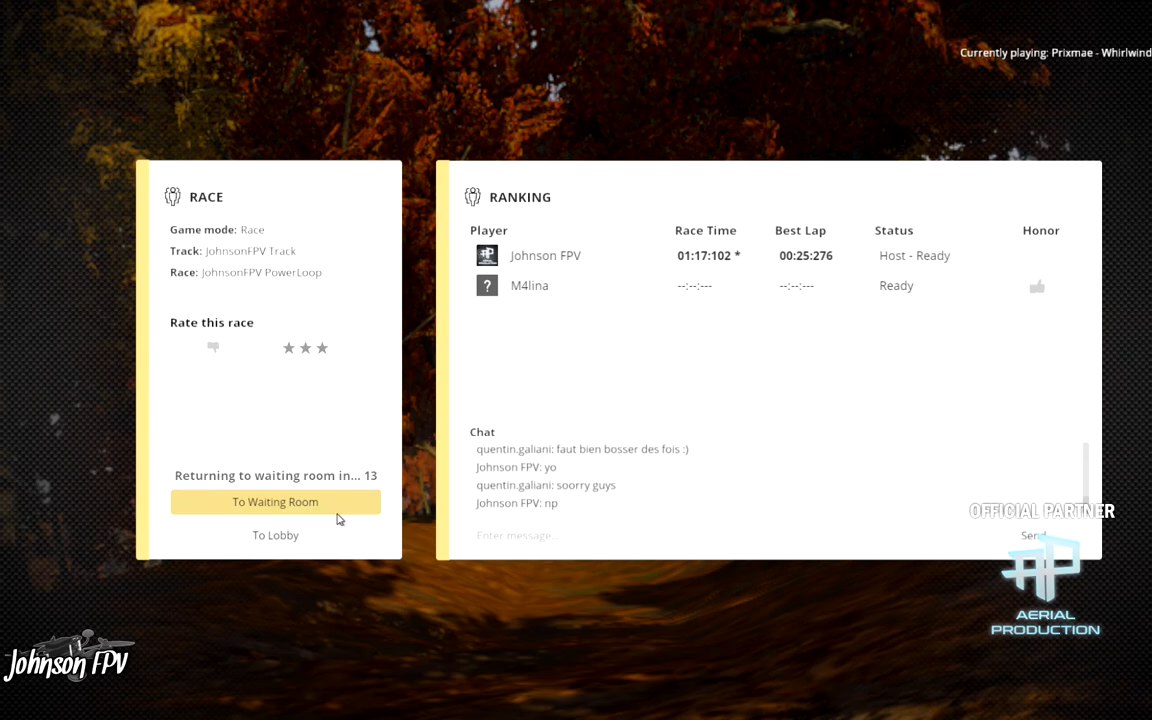 Currently playing: Prixmae - Whirlwind
RACE
Game mode: Race
Track: JohnsonFPV Track
Race: JohnsonFPV PowerLoop
Rate this race
Returning to waiting room in... 13
To Waiting Room
To Lobby
RANKING
Player Race Time Best Lap Status Honor
Johnson FPV 01:17:102 * 00:25:276 Host - Ready
? M4lina --:--:--- --:--:--- Ready
Chat
quentin.galiani: faut bien bosser des fois :)
Johnson FPV: yo
quentin.galiani: soorry guys
Johnson FPV: np
Enter message... Send
OFFICIAL PARTNER
AP
AERIAL
PRODUCTION
Johnson FPV